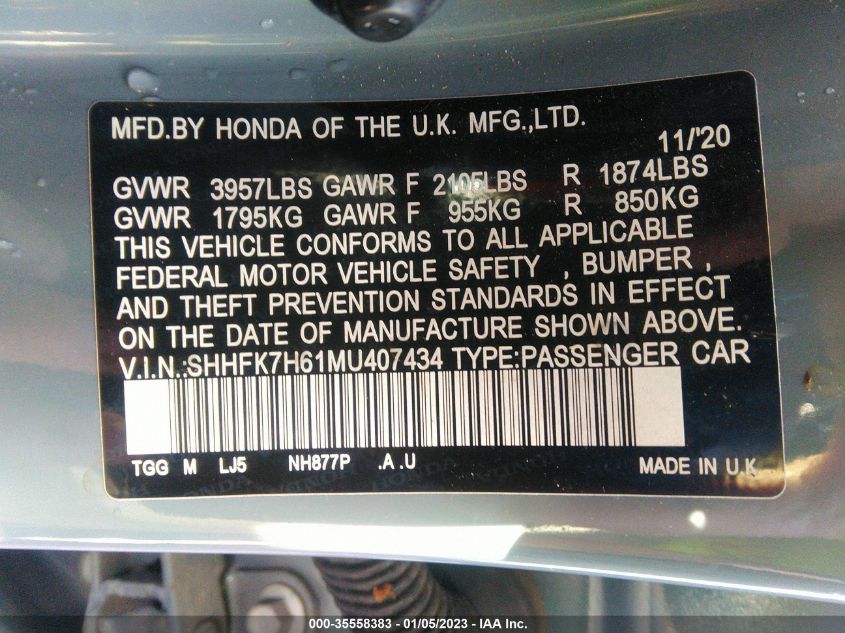 MFD.BY HONDA OF THE U.K. MFG.,LTD.
11/'20
GVWR 3957LBS GAWR F 2105LBS R 1874LBS
GVWR 1795KG GAWR F 955KG R 850KG
THIS VEHICLE CONFORMS TO ALL APPLICABLE
FEDERAL MOTOR VEHICLE SAFETY , BUMPER ,
AND THEFT PREVENTION STANDARDS IN EFFECT
ON THE DATE OF MANUFACTURE SHOWN ABOVE.
V.I.N.:SHHFK7H61MU407434 TYPE:PASSENGER CAR
TGG M LJ5 NH877P .A .U MADE IN U.K.
000-35558383 - 01/05/2023 - IAA Inc.